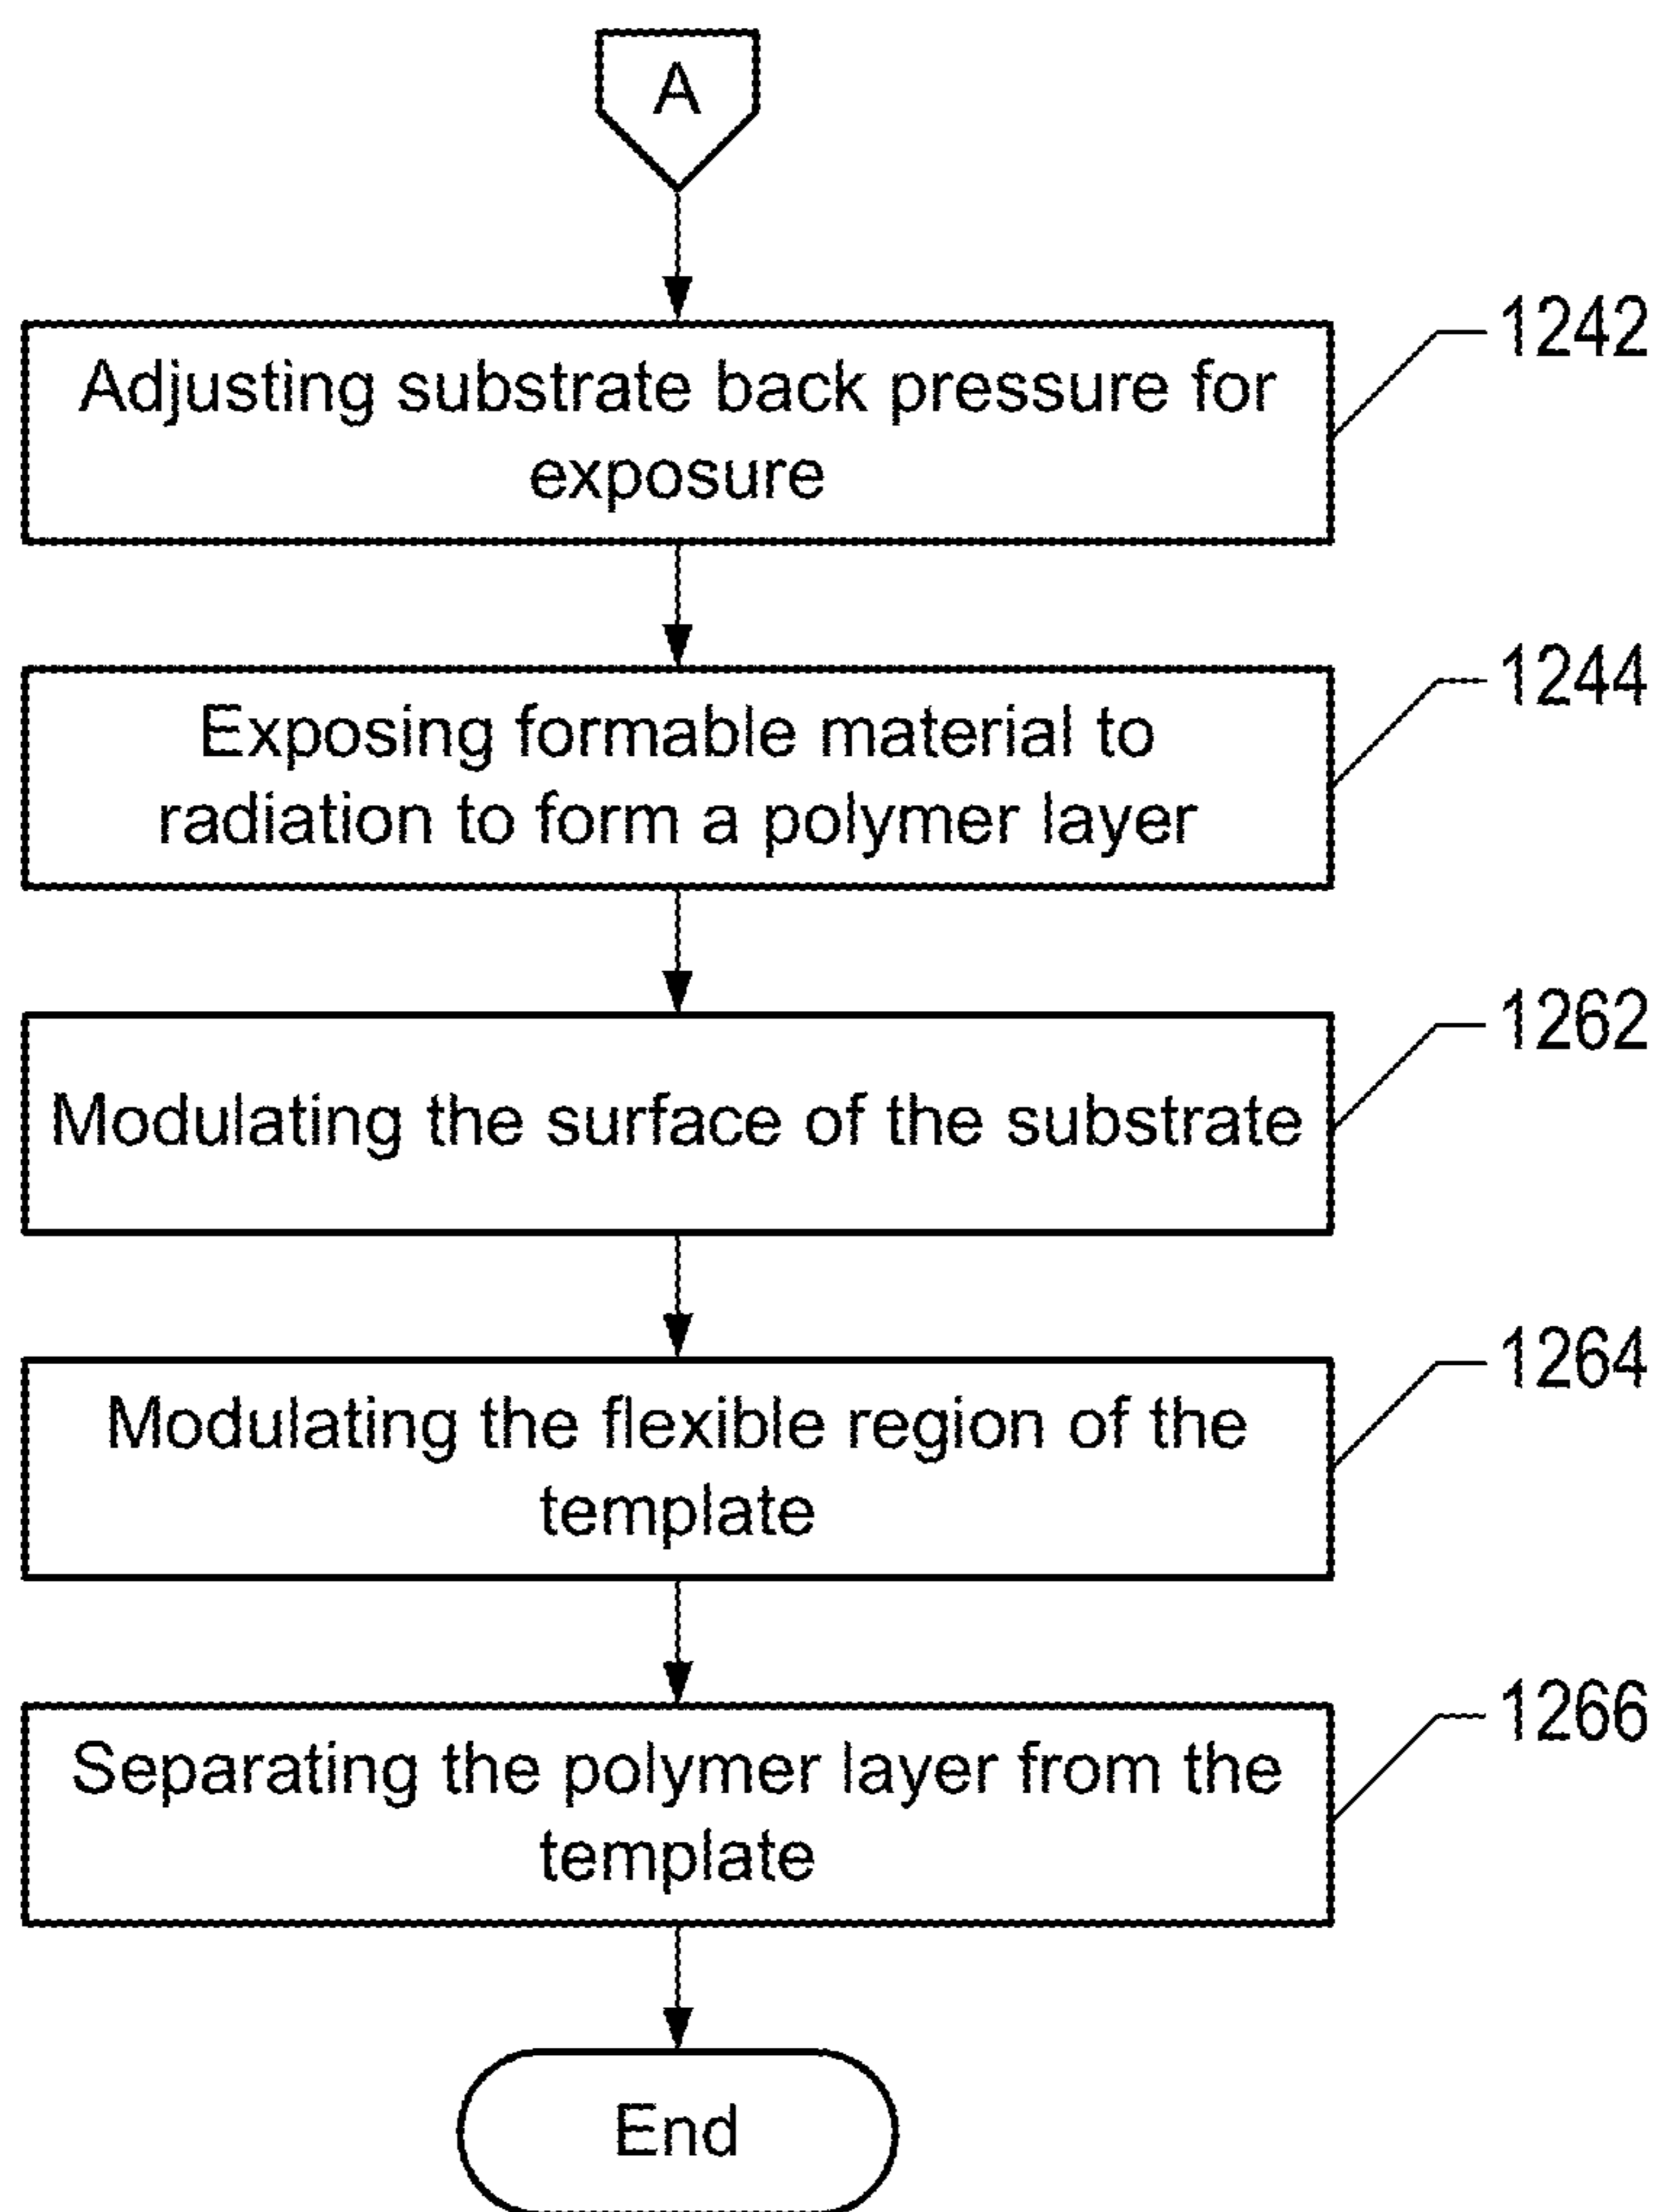 A
Adjusting substrate back pressure for
exposure
1242
Exposing formable material to
radiation to form a polymer layer
1244
Modulating the surface of the substrate
1262
Modulating the flexible region of the
template
1264
Separating the polymer layer from the
template
1266
End